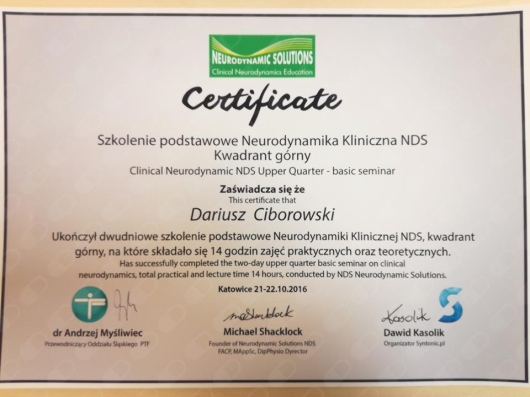 NEURODYNAMIC SOLUTIONS
Clinical Neurodynamics Education
Certificate
Szkolenie podstawowe Neurodynamika Kliniczna NDS
Kwadrant górny
Clinical Neurodynamic NDS Upper Quarter - basic seminar
Zaświadcza się że
This certificate that
Dariusz Ciborowski
Ukończył dwudniowe szkolenie podstawowe Neurodynamiki Klinicznej NDS, kwadrant
górny, na które składało się 14 godzin zajęć praktycznych oraz teoretycznych.
Has successfully completed the two-day upper quarter basic seminar on clinical
neurodynamics, total practical and lecture time 14 hours, conducted by NDS Neurodynamic Solutions.
Katowice 21-22.10.2016
MShacklock
Kasolik
dr Andrzej Myśliwiec
Przewodniczący Oddziału Śląskiego PTF
Michael Shacklock
Founder of Neurodynamic Solutions NDS
FACP, MAppSc, DipPhysio Dyrector
Dawid Kasolik
Organizator Syntonic.pl